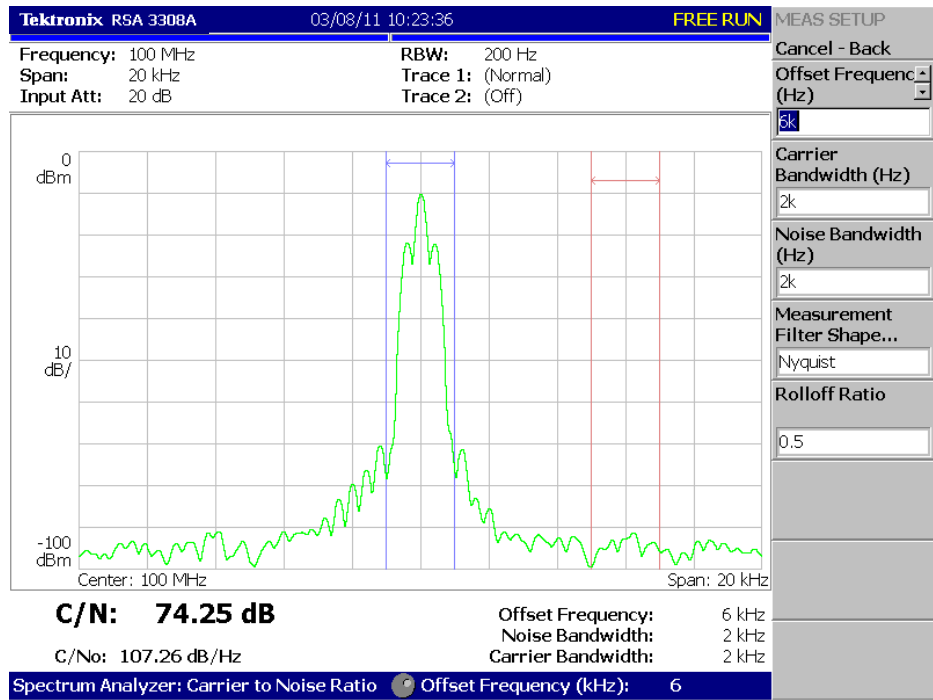 Tektronix RSA 3308A 03/08/11 10:23:36 FREE RUN
Frequency: 100 MHz
Span: 20 kHz
Input Att: 20 dB
RBW: 200 Hz
Trace 1: (Normal)
Trace 2: (Off)
0
dBm
10
dB/
-100
dBm
Center: 100 MHz
Span: 20 kHz
C/N: 74.25 dB
C/No: 107.26 dB/Hz
Offset Frequency: 6 kHz
Noise Bandwidth: 2 kHz
Carrier Bandwidth: 2 kHz
Spectrum Analyzer: Carrier to Noise Ratio Offset Frequency (kHz): 6
MEAS SETUP
Cancel - Back
Offset Frequenc
(Hz)
6k
Carrier
Bandwidth (Hz)
2k
Noise Bandwidth
(Hz)
2k
Measurement
Filter Shape...
Nyquist
Rolloff Ratio
0.5